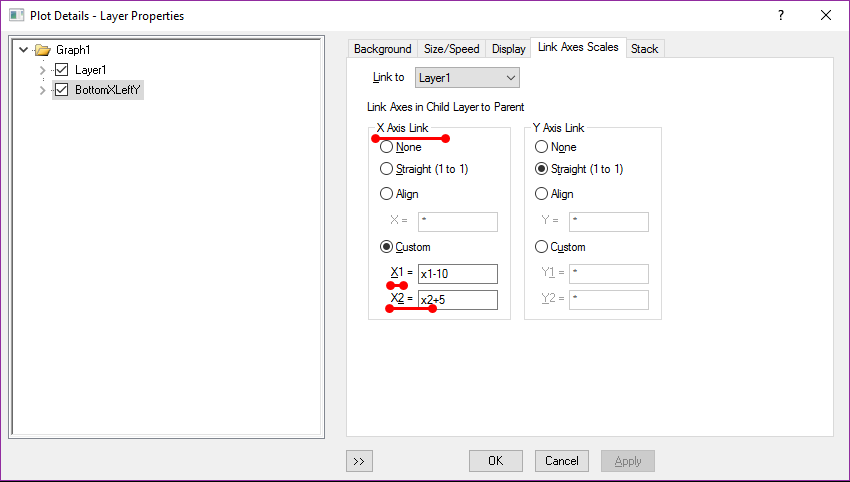 Plot Details - Layer Properties
?
Graph1
Layer1
BottomXLeftY
Background Size/Speed Display Link Axes Scales Stack
Link to Layer1
Link Axes in Child Layer to Parent
X Axis Link
None
Straight (1 to 1)
Align
X = *
Custom
X1 = x1-10
X2 = x2+5
Y Axis Link
None
Straight (1 to 1)
Align
Y = *
Custom
Y1 = *
Y2 = *
>> OK Cancel Apply